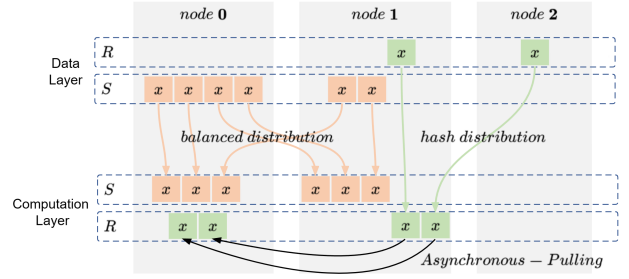 node 0 node 1 node 2
Data Layer
R x x
S x x x x x x
balanced distribution hash distribution
Computation Layer
S x x x x x x
R x x x x
Asynchronous − Pulling